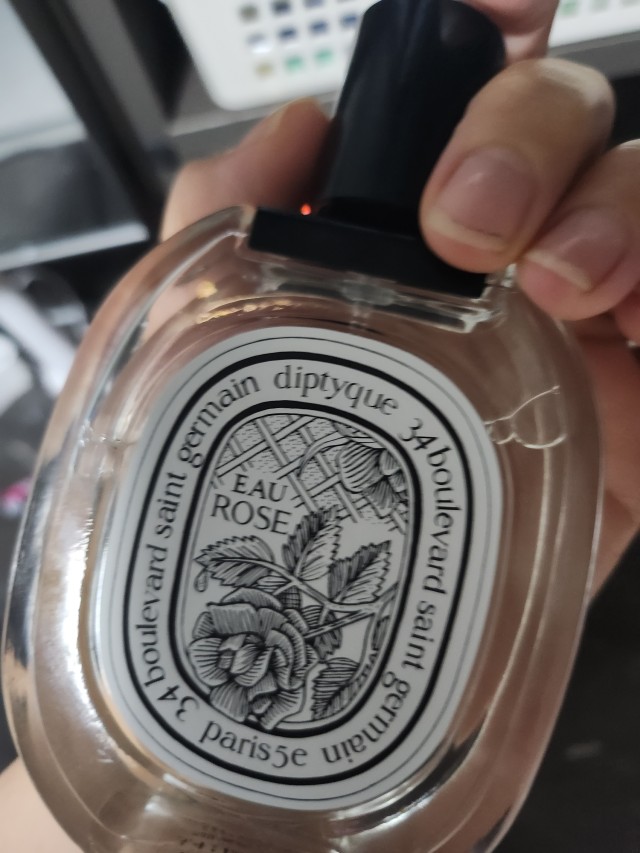 diptyque 34 boulevard saint germain paris5e 34 boulevard saint germain
EAU
ROSE